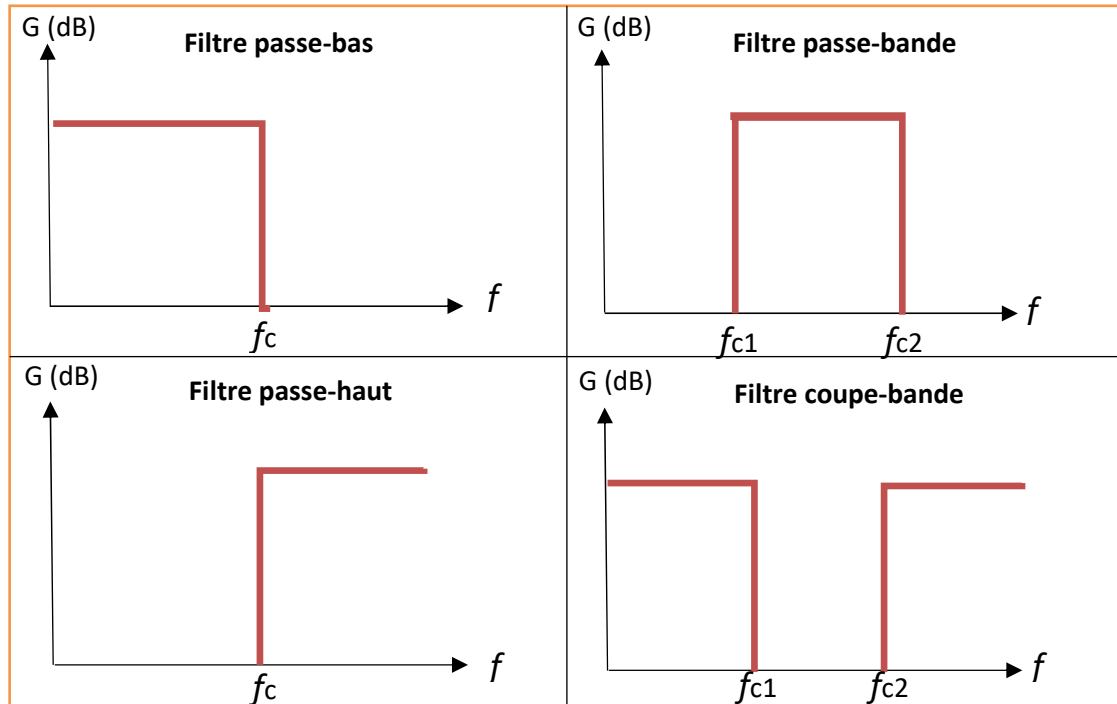 G (dB)
Filtre passe-bas
f
fc
G (dB)
Filtre passe-bande
f
fc1 fc2
G (dB)
Filtre passe-haut
f
fc
G (dB)
Filtre coupe-bande
f
fc1 fc2